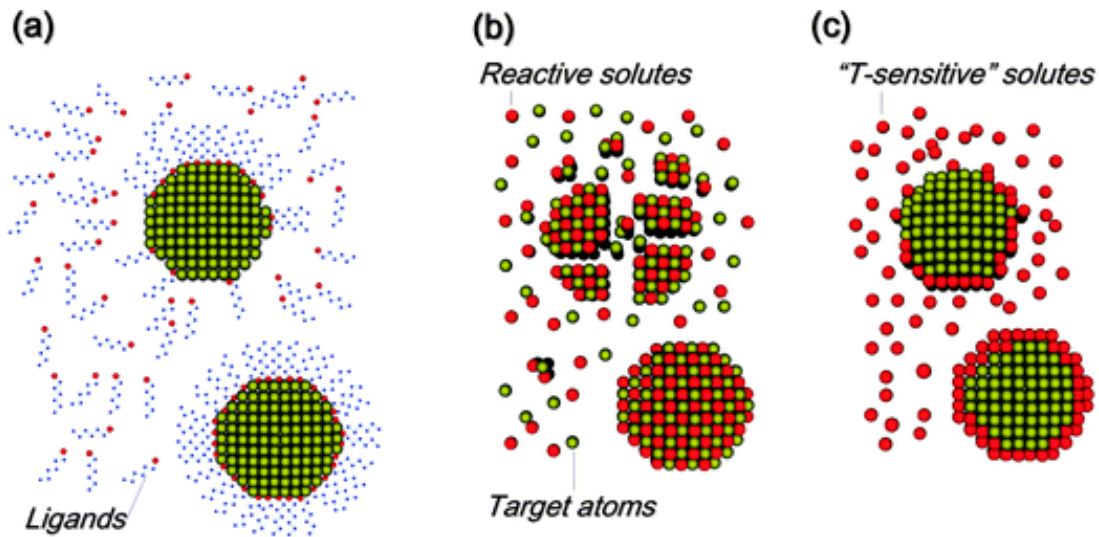 (a)
(b)
(c)
Reactive solutes
"T-sensitive" solutes
Ligands
Target atoms